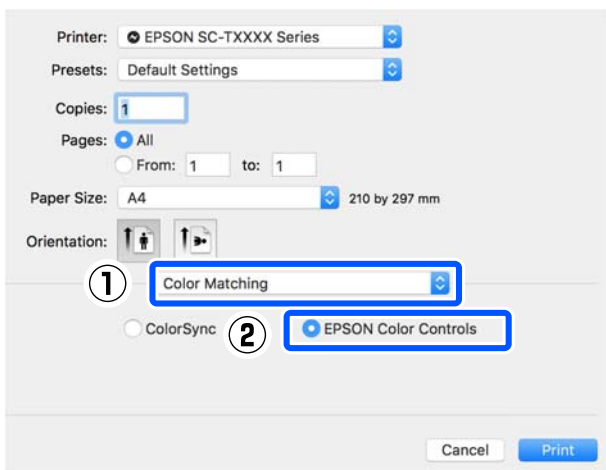 Printer: EPSON SC-TXXXX Series
Presets: Default Settings
Copies: 1
Pages: All
From: 1 to: 1
Paper Size: A4 210 by 297 mm
Orientation:
① Color Matching
ColorSync ② EPSON Color Controls
Cancel Print